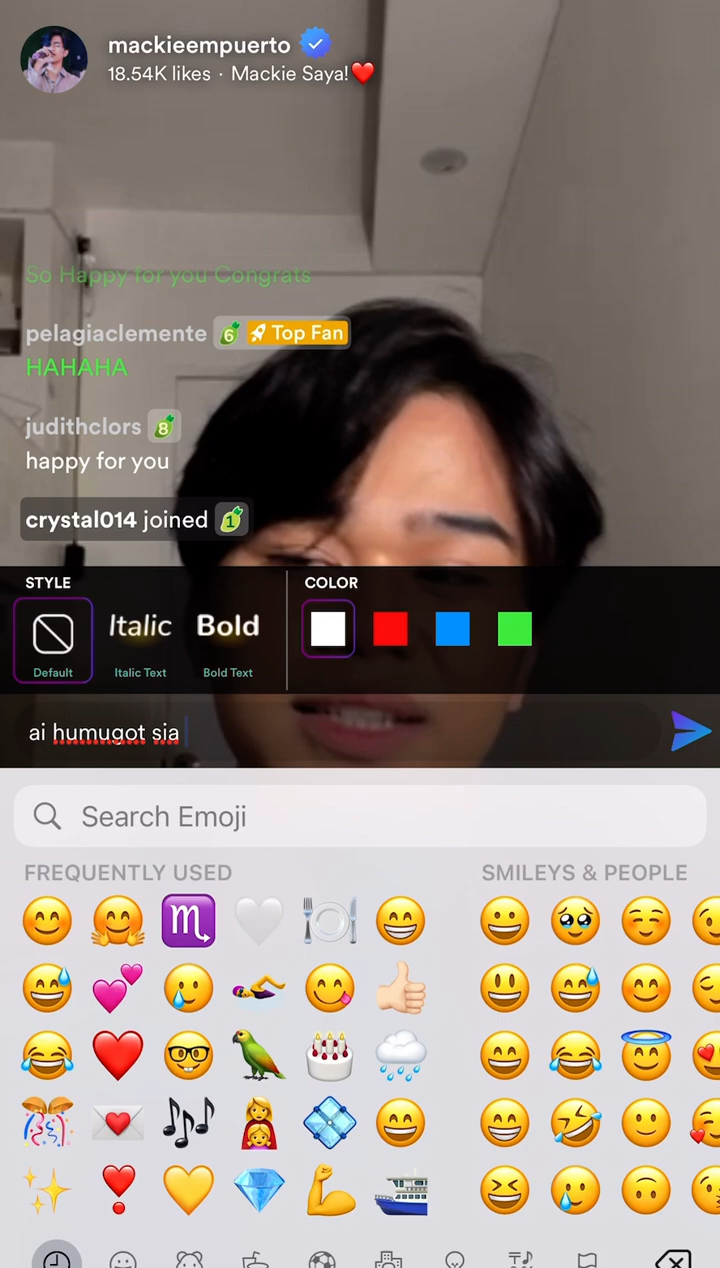 mackieempuerto
18.54K likes · Mackie Saya!❤️
So Happy for you Congrats
pelagiaclemente 6 Top Fan
HAHAHA
judithclors 8
happy for you
crystal014 joined 1
STYLE
COLOR
Italic
Bold
Default
Italic Text
Bold Text
ai humugot sia
Search Emoji
FREQUENTLY USED
SMILEYS & PEOPLE